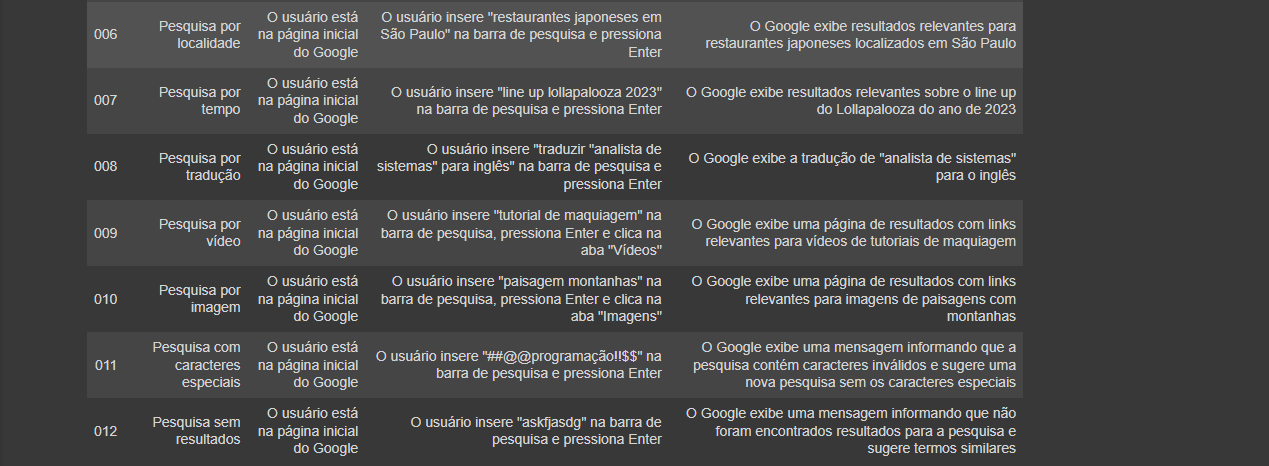 006
Pesquisa por
localidade
O usuário está
na página inicial
do Google
O usuário insere "restaurantes japoneses em
São Paulo" na barra de pesquisa e pressiona
Enter
O Google exibe resultados relevantes para
restaurantes japoneses localizados em São Paulo
007
Pesquisa por
tempo
O usuário está
na página inicial
do Google
O usuário insere "line up lollapalooza 2023"
na barra de pesquisa e pressiona Enter
O Google exibe resultados relevantes sobre o line up
do Lollapalooza do ano de 2023
008
Pesquisa por
tradução
O usuário está
na página inicial
do Google
O usuário insere "traduzir "analista de
sistemas" para inglês" na barra de pesquisa e
pressiona Enter
O Google exibe a tradução de "analista de sistemas"
para o inglês
009
Pesquisa por
vídeo
O usuário está
na página inicial
do Google
O usuário insere "tutorial de maquiagem" na
barra de pesquisa, pressiona Enter e clica na
aba "Vídeos"
O Google exibe uma página de resultados com links
relevantes para vídeos de tutoriais de maquiagem
010
Pesquisa por
imagem
O usuário está
na página inicial
do Google
O usuário insere "paisagem montanhas" na
barra de pesquisa, pressiona Enter e clica na
aba "Imagens"
O Google exibe uma página de resultados com links
relevantes para imagens de paisagens com
montanhas
011
Pesquisa com
caracteres
especiais
O usuário está
na página inicial
do Google
O usuário insere "##@@programação!!$$" na
barra de pesquisa e pressiona Enter
O Google exibe uma mensagem informando que a
pesquisa contém caracteres inválidos e sugere uma
nova pesquisa sem os caracteres especiais
012
Pesquisa sem
resultados
O usuário está
na página inicial
do Google
O usuário insere "askfjasdg" na barra de
pesquisa e pressiona Enter
O Google exibe uma mensagem informando que não
foram encontrados resultados para a pesquisa e
sugere termos similares